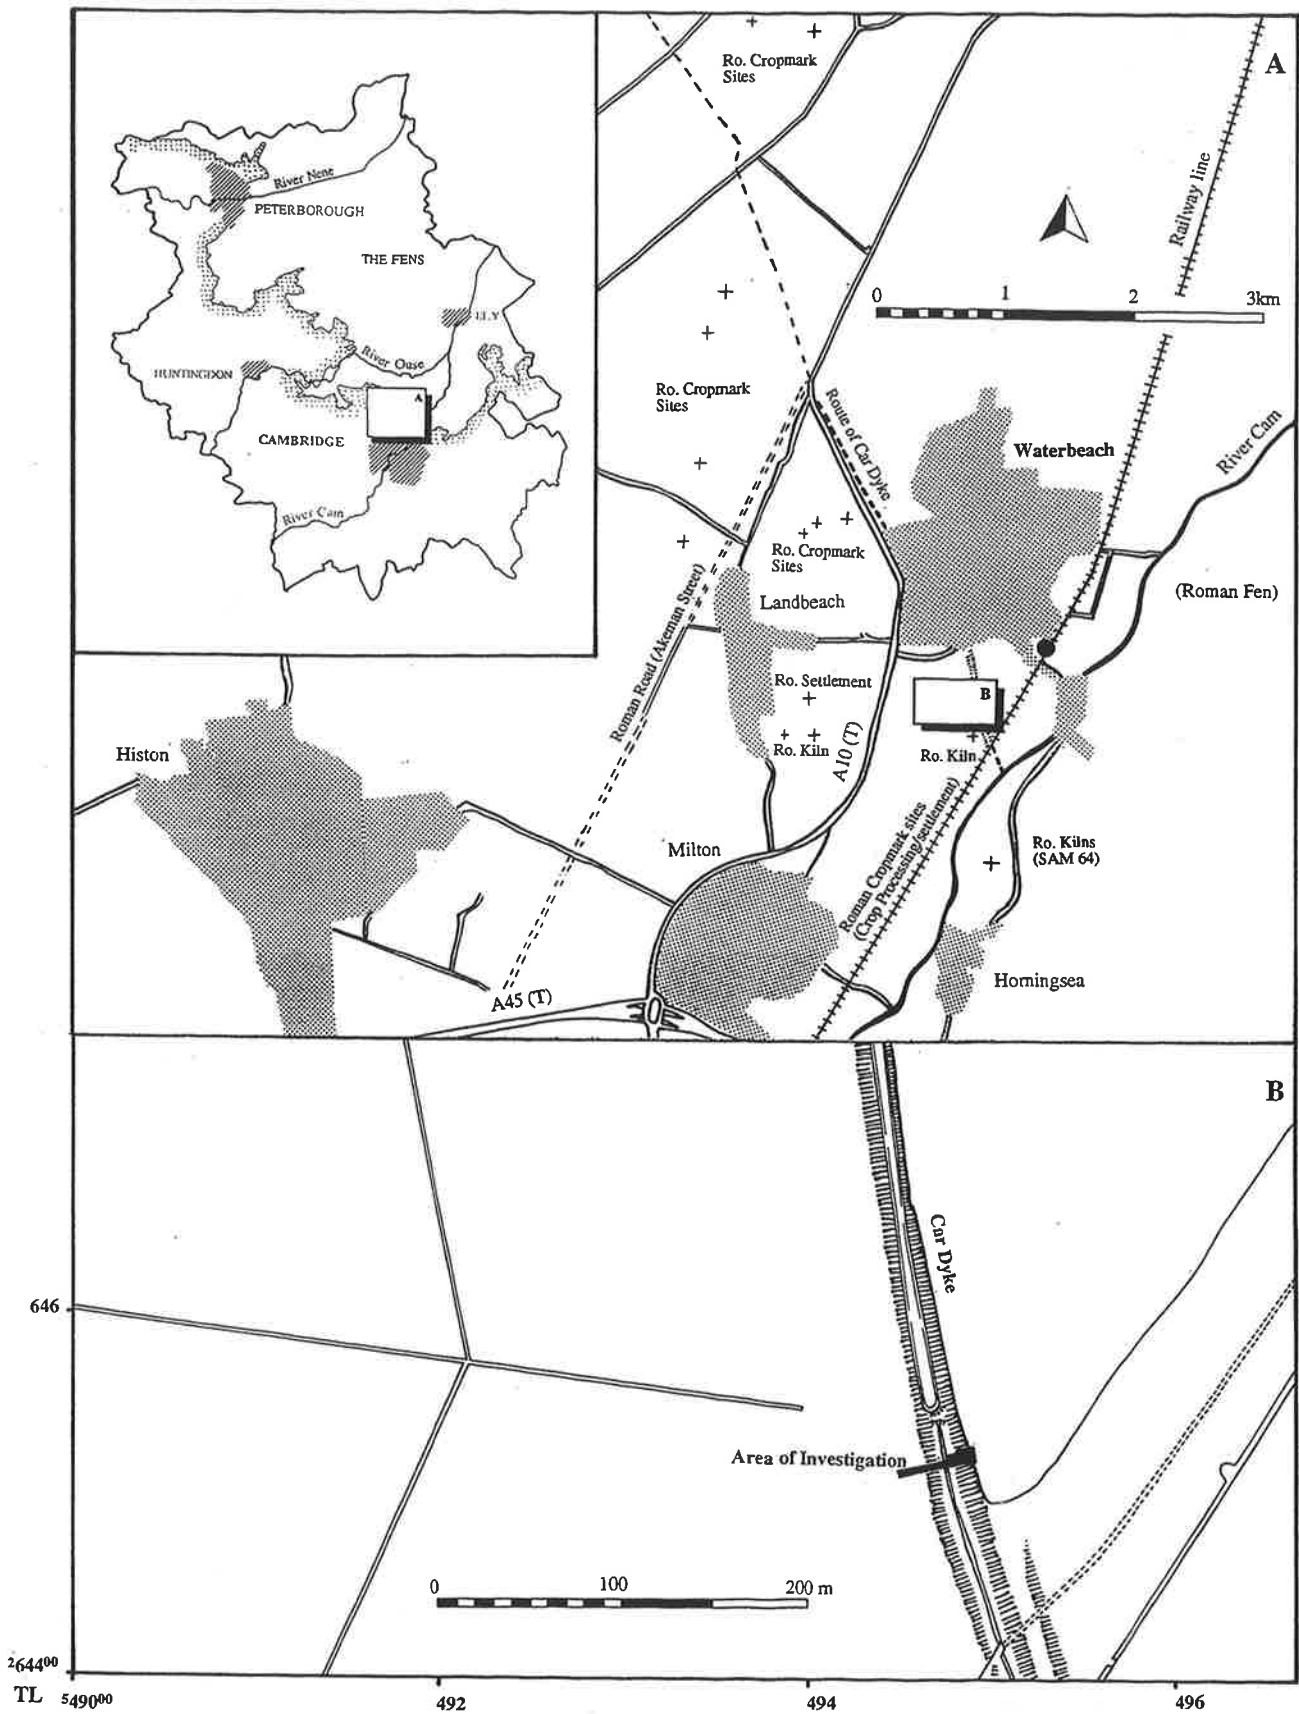 A
Ro. Cropmark
Sites
River Nene
PETERBOROUGH
THE FENS
ELY
River Ouse
HUNTINGDON
A
CAMBRIDGE
River Cam
Railway line
0 1 2 3km
Ro. Cropmark
Sites
Route of Car Dyke
Waterbeach
River Cam
Ro. Cropmark
Sites
(Roman Fen)
Landbeach
Roman Road (Akeman Street)
Ro. Settlement
B
Ro. Kiln
Ro. Kiln
A10 (T)
Histon
Milton
Roman Cropmark sites
(Crop Processing/settlement)
Ro. Kilns
(SAM 64)
Horningsea
A45 (T)
B
Car Dyke
646
Area of Investigation
0 100 200 m
²644⁰⁰
TL
⁵490⁰⁰
492
494
496